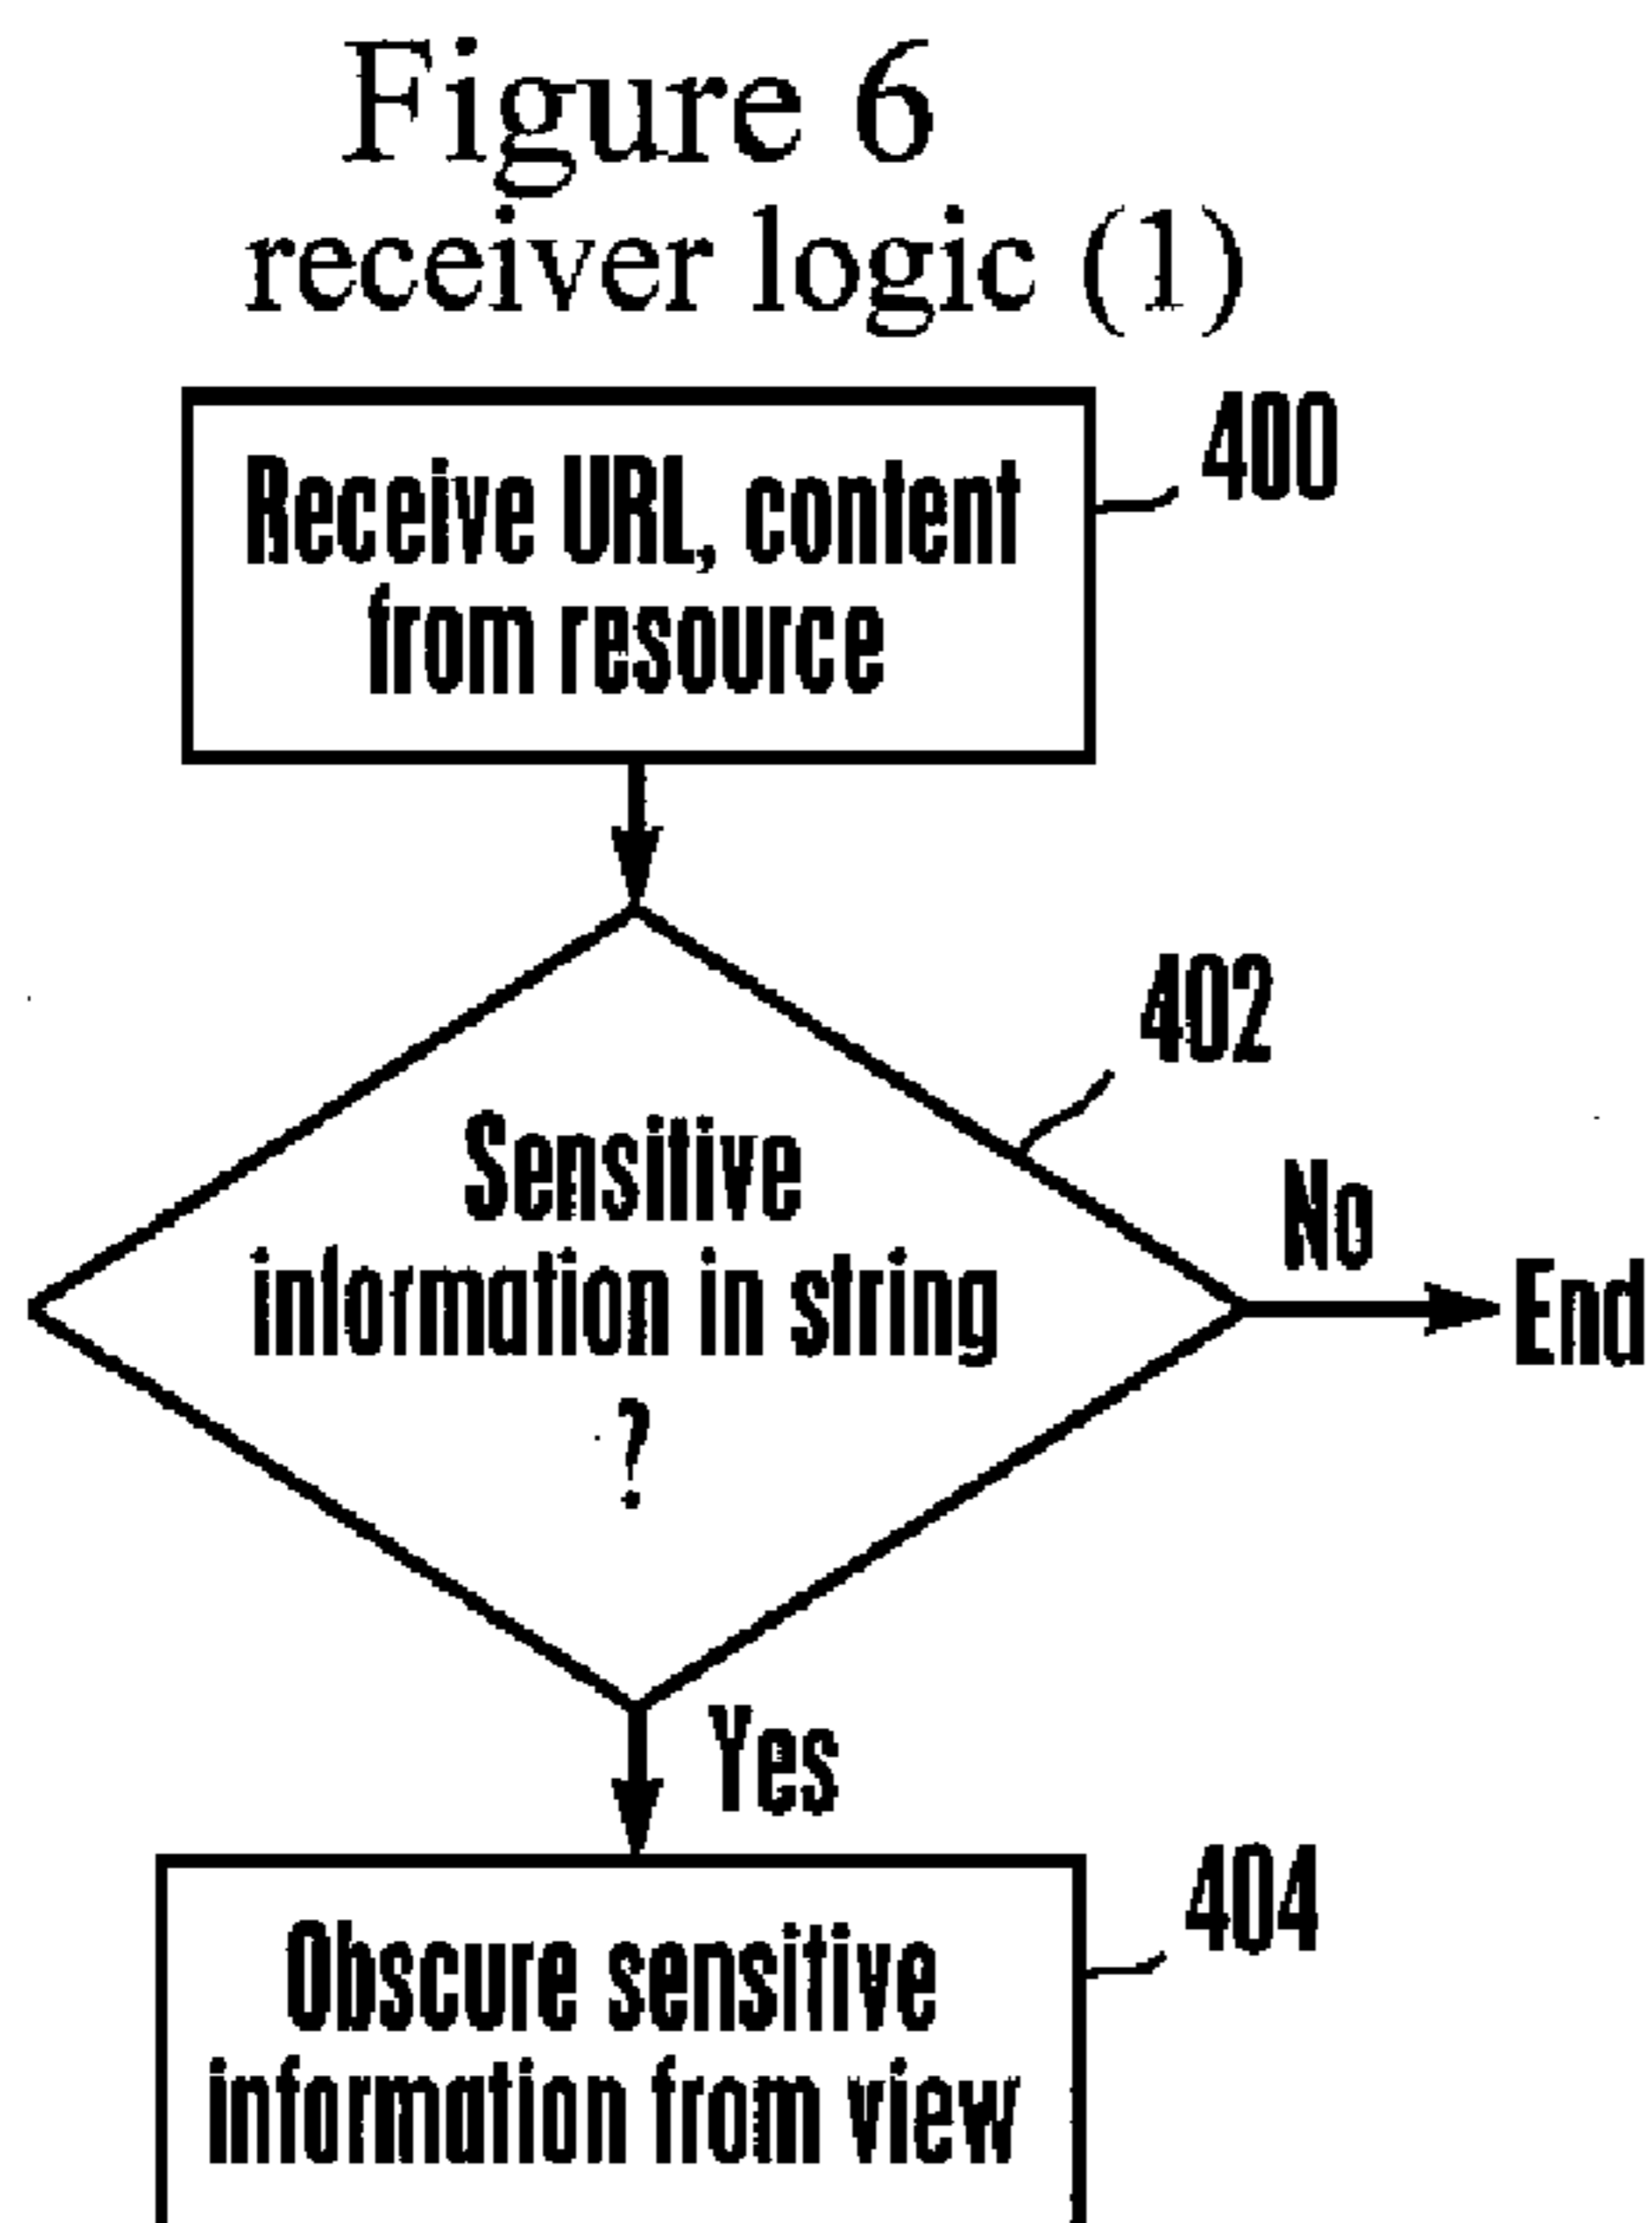 Figure 6
receiver logic (1)
400
Receive URL, content
from resource
402
Sensitive
information in string
?
No
End
Yes
404
Obscure sensitive
information from view